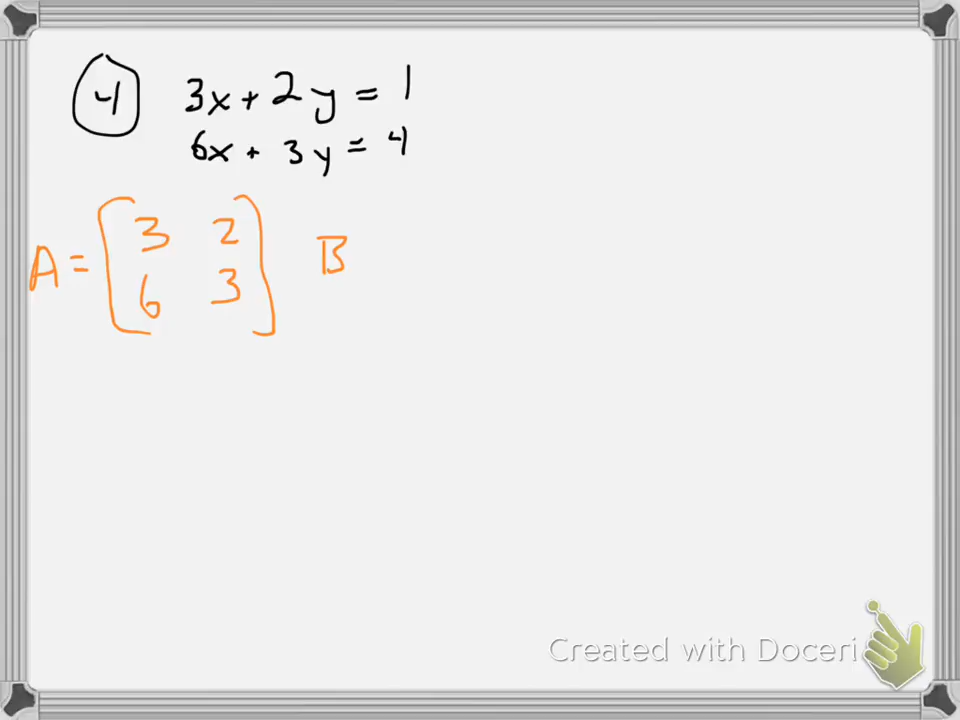 4 3x + 2y = 1
6x + 3y = 4
A = [3 2 B
6 3]
Created with Doceri